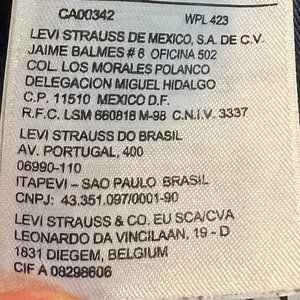 CA00342 WPL 423
LEVI STRAUSS DE MEXICO, S.A. DE C.V.
JAIME BALMES # 8 OFICINA 502
COL. LOS MORALES POLANCO
DELEGACION MIGUEL HIDALGO
C.P. 11510 MEXICO D.F.
R.F.C. LSM 660818 M-98 C.N.I.V. 3337
LEVI STRAUSS DO BRASIL
AV. PORTUGAL, 400
06990-110
ITAPEVI - SAO PAULO BRASIL
CNPJ: 43.351.097/0001-90
LEVI STRAUSS & CO. EU SCA/CVA
LEONARDO DA VINCILAAN, 19 - D
1831 DIEGEM, BELGIUM
CIF A 08298606